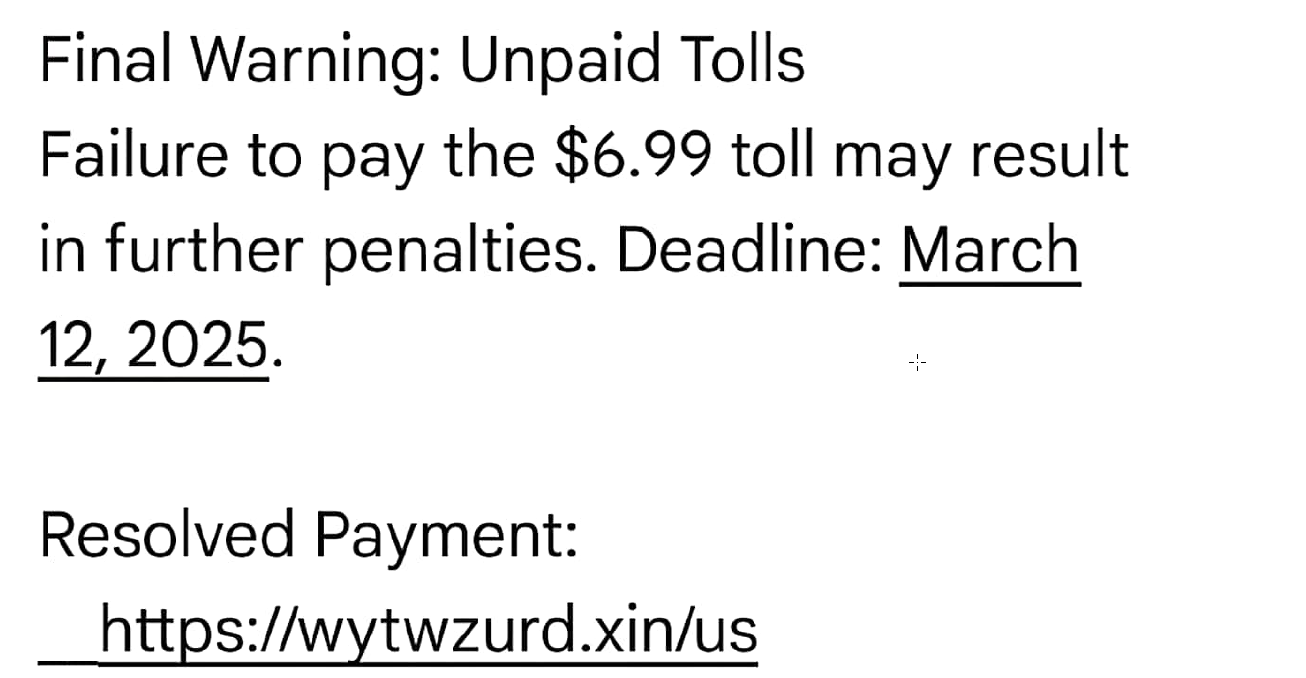 Final Warning: Unpaid Tolls
Failure to pay the $6.99 toll may result
in further penalties. Deadline: March
12, 2025.
Resolved Payment:
__https://wytwzurd.xin/us